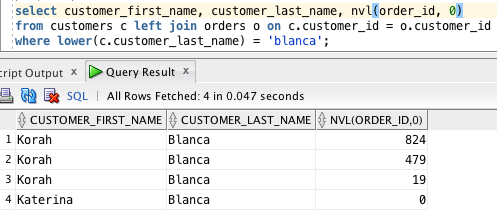 select customer_first_name, customer_last_name, nvl(order_id, 0)
from customers c left join orders o on c.customer_id = o.customer_id
where lower(c.customer_last_name) = 'blanca';
cript Output x Query Result x
SQL | All Rows Fetched: 4 in 0.047 seconds
CUSTOMER_FIRST_NAME CUSTOMER_LAST_NAME NVL(ORDER_ID,0)
1 Korah Blanca 824
2 Korah Blanca 479
3 Korah Blanca 19
4 Katerina Blanca 0